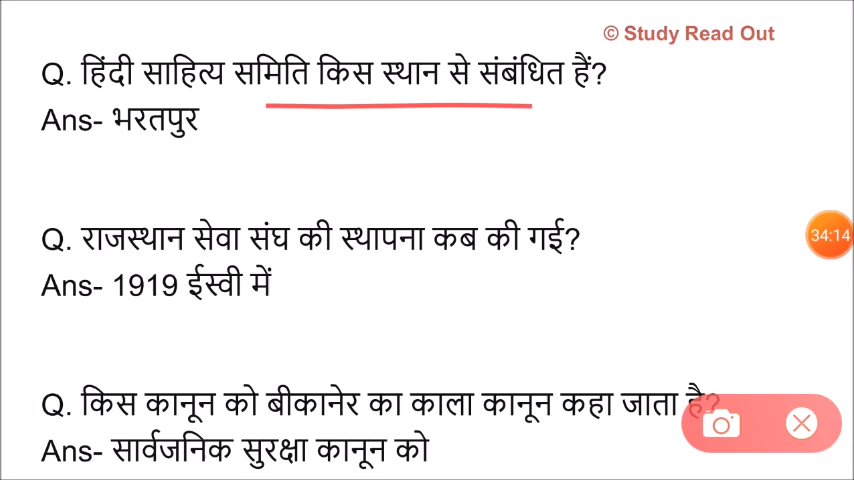 © Study Read Out
Q. हिंदी साहित्य समिति किस स्थान से संबंधित हैं?
Ans- भरतपुर
Q. राजस्थान सेवा संघ की स्थापना कब की गई?
34:14
Ans- 1919 ईस्वी में
Q. किस कानून को बीकानेर का काला कानून कहा जाता है?
Ans- सार्वजनिक सुरक्षा कानून को